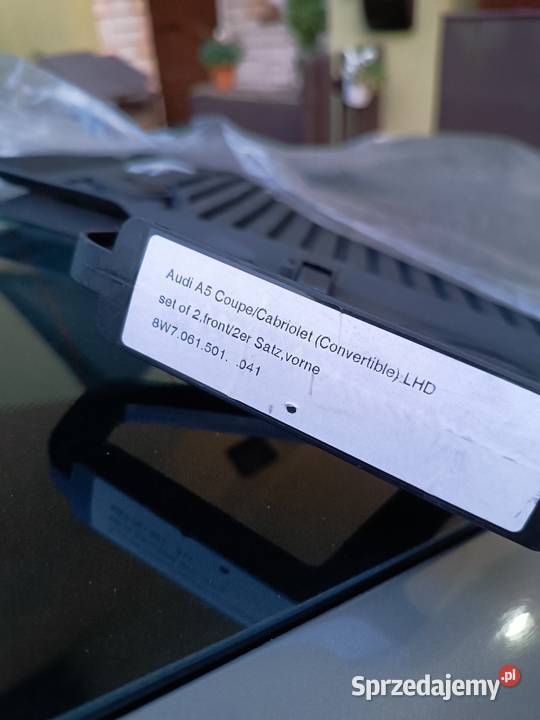 Audi A5 Coupe/Cabriolet (Convertible) LHD
set of 2,front/2er Satz,vorne
8W7.061.501. .041
Sprzedajemy.pl